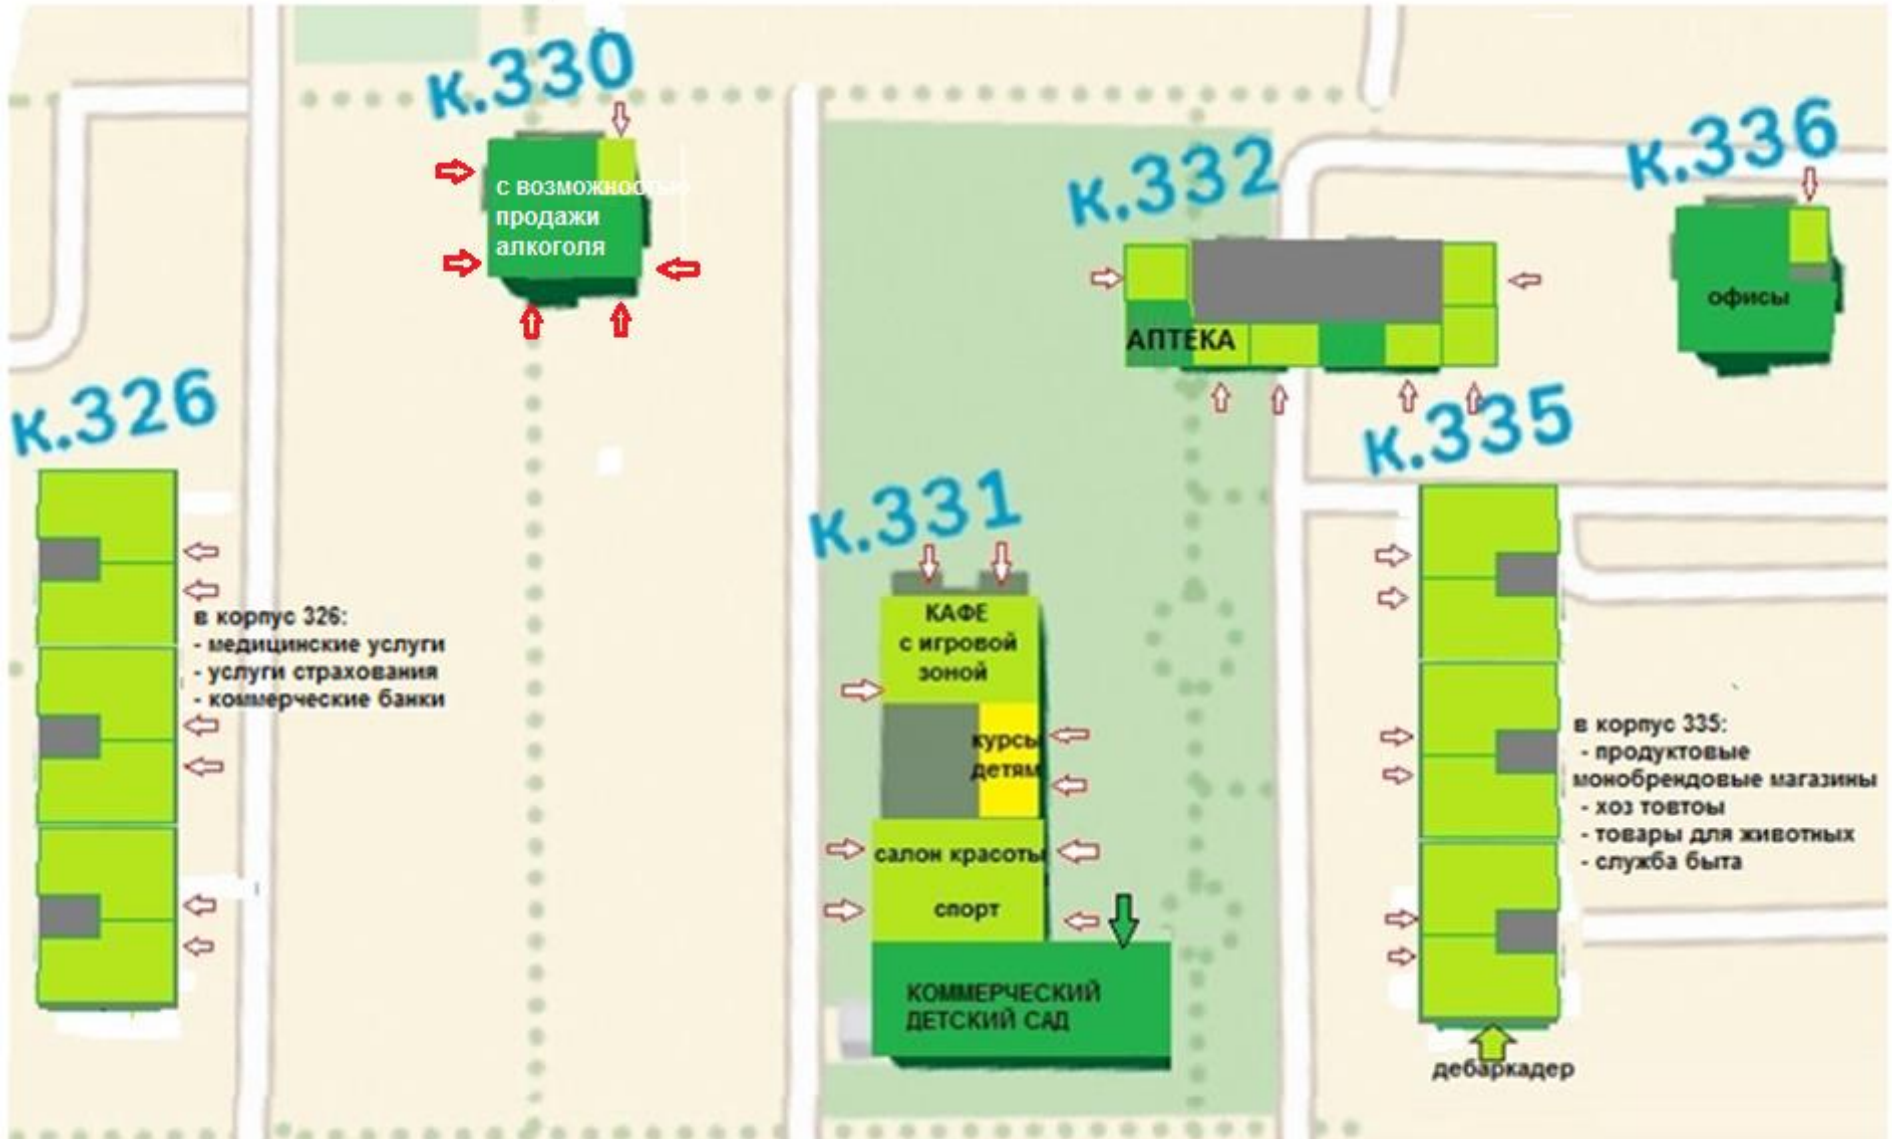 к.330
с возможностью
продажи
алкоголя
к.332
АПТЕКА
к.336
офисы
к.326
в корпус 326:
- медицинские услуги
- услуги страхования
- коммерческие банки
к.331
КАФЕ
с игровой
зоной
курсы
детям
салон красоты
спорт
КОММЕРЧЕСКИЙ
ДЕТСКИЙ САД
к.335
в корпус 335:
- продуктовые
монобрендовые магазины
- хоз товтоы
- товары для животных
- служба быта
дебаркадер